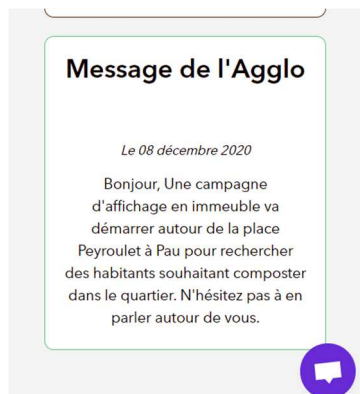 Message de l'Agglo
Le 08 décembre 2020
Bonjour, Une campagne
d'affichage en immeuble va
démarrer autour de la place
Peyroulet à Pau pour rechercher
des habitants souhaitant composter
dans le quartier. N'hésitez pas à en
parler autour de vous.